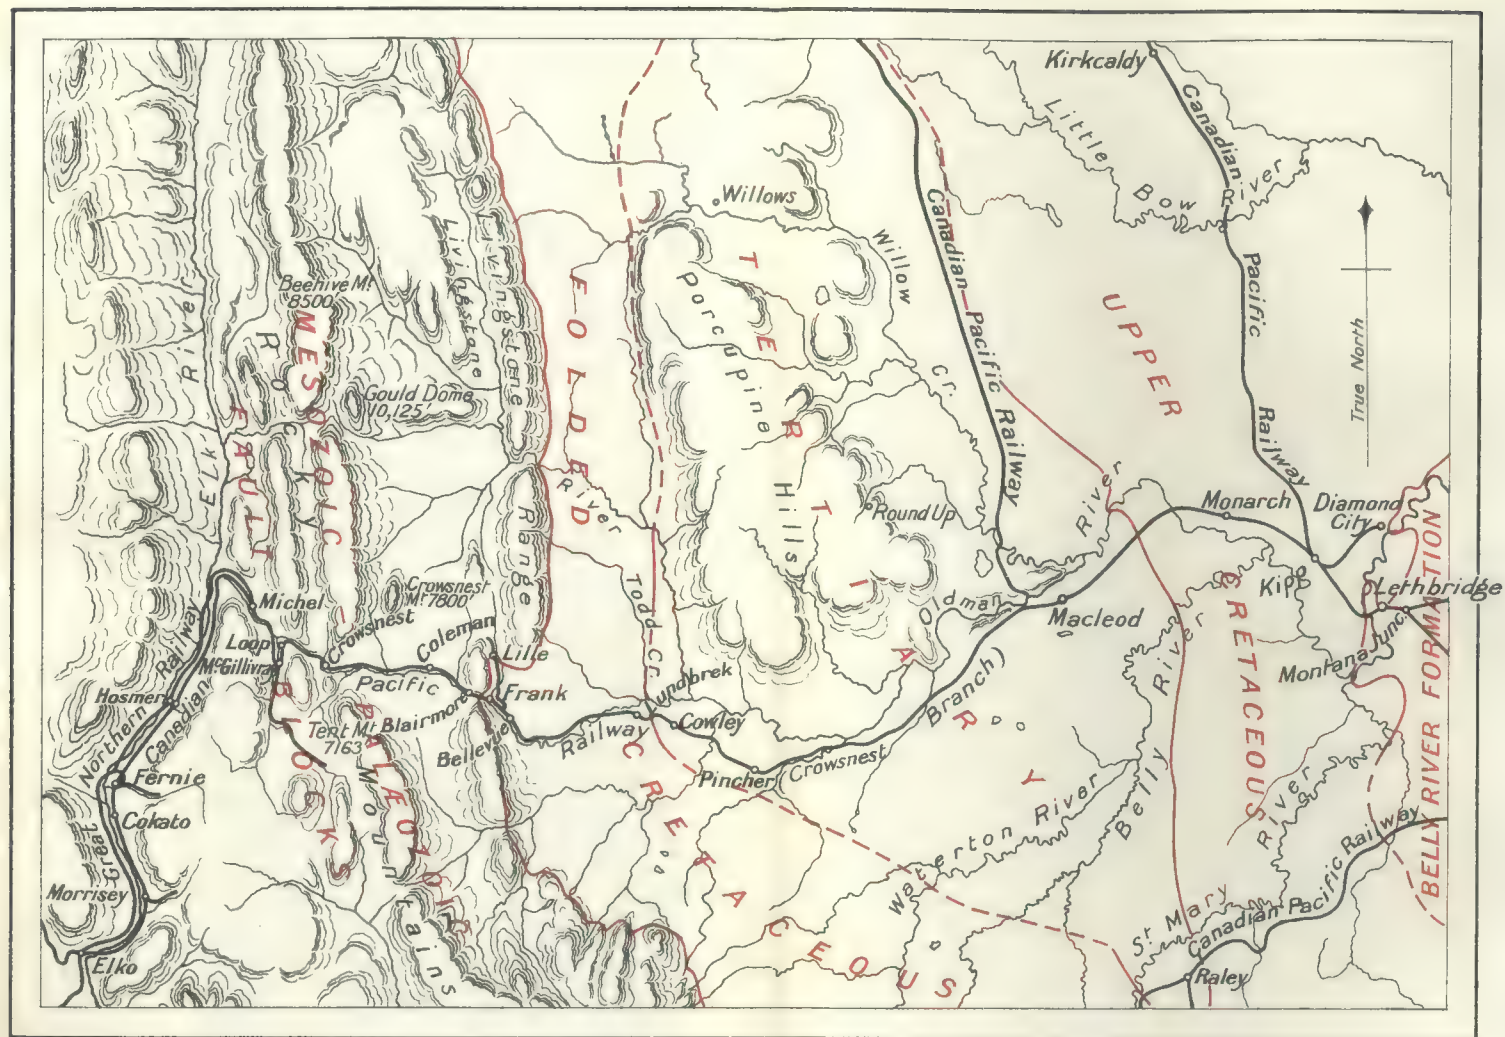 Kirkcaldy
Canadian Pacific Railway
Little Bow River
Willows
Canadian Pacific Railway
Willow Cr.
True North
Livingstone
Livingstone Range
Beehive Mt.
8500'
Gould Dome
10,125'
Elk River
Rocky Mountains
Porcupine Hills
FOLDED CRETACEOUS
TERTIARY
UPPER CRETACEOUS
MESOZOIC - PALÆOZOIC
FAULT BLOCKS
BELLY RIVER FORMATION
River
Round Up
Todd Cr.
Oldman River
Monarch
Diamond City
Kipp
Lethbridge
Montana Junc.
Macleod
Michel
Crowsnest
Mt. 7800'
Loop
McGillivray
Crowsnest
Coleman
Lille
Frank
Blairmore
Bellevue
Tent Mt.
7163'
Hosmer
Fernie
Cokato
Morrisey
Elko
Great Northern Railway
Canadian Pacific Railway
(Crowsnest Branch)
Lundbrek
Cowley
Pincher
Waterton River
Belly River
St Mary River
Canadian Pacific Railway
Raley